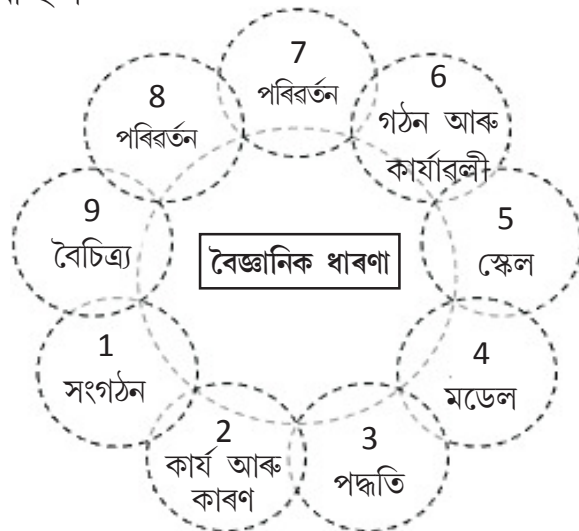 7
পৰিৱৰ্তন
8
পৰিৱৰ্তন
6
গঠন আৰু
কাৰ্যাৱলী
9
বৈচিত্ৰ্য
বৈজ্ঞানিক ধাৰণা
5
স্কেল
1
সংগঠন
4
মডেল
2
কাৰ্য আৰু
কাৰণ
3
পদ্ধতি